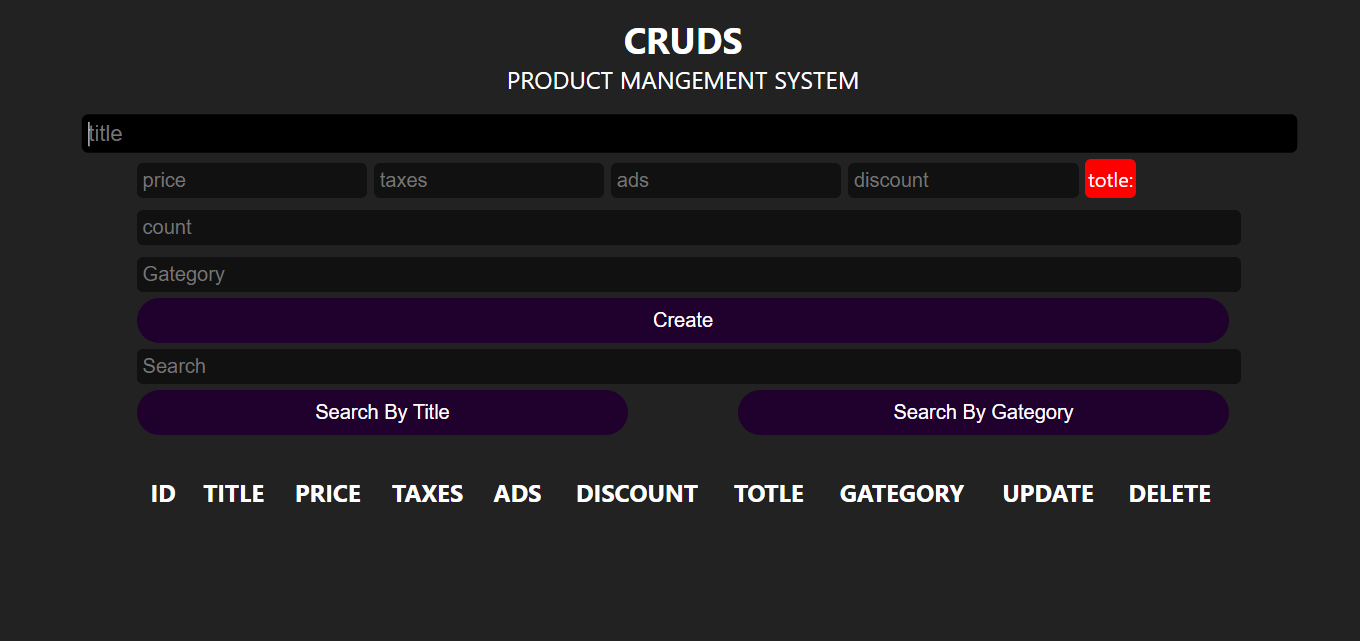 CRUDS
PRODUCT MANGEMENT SYSTEM
title
price taxes ads discount totle:
count
Gategory
Create
Search
Search By Title Search By Gategory
ID TITLE PRICE TAXES ADS DISCOUNT TOTLE GATEGORY UPDATE DELETE